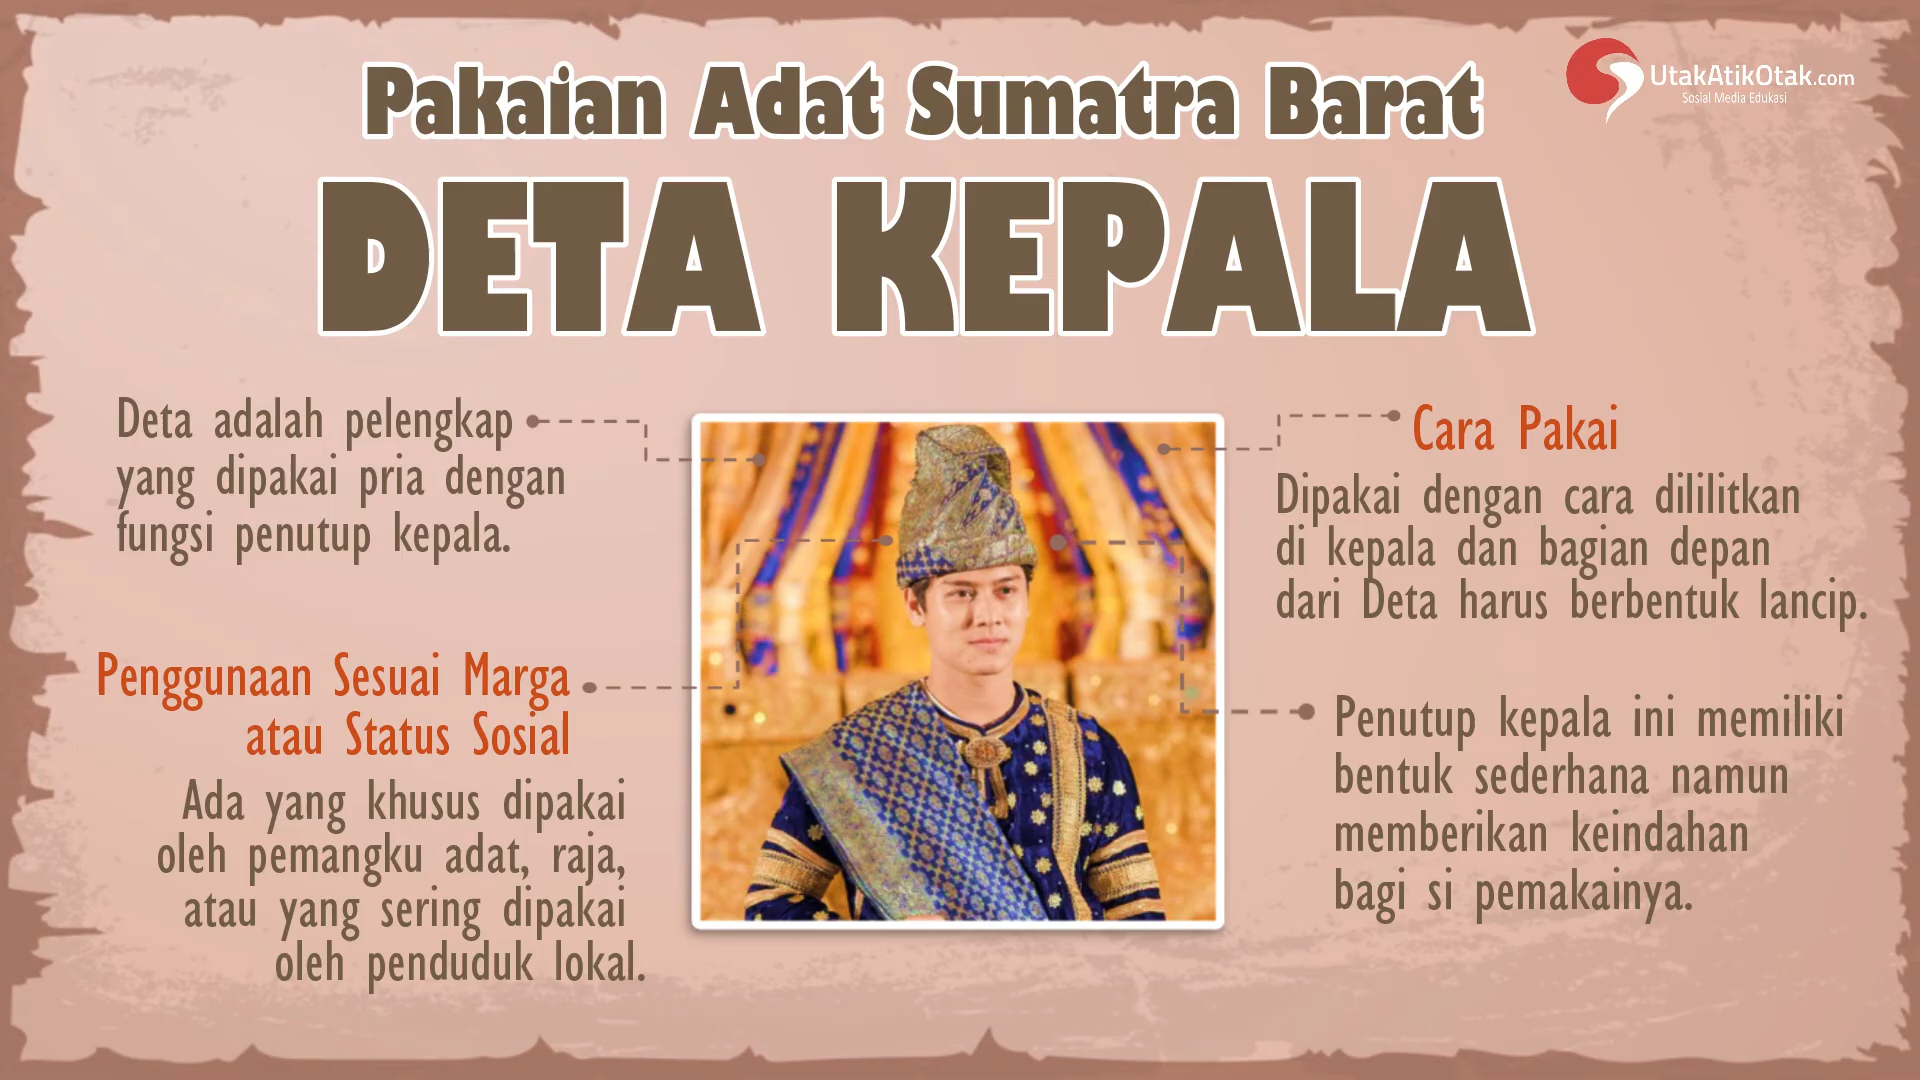 Pakaian Adat Sumatra Barat
DETA KEPALA
UtakAtikOtak.com
Sosial Media Edukasi
Deta adalah pelengkap
yang dipakai pria dengan
fungsi penutup kepala.
Penggunaan Sesuai Marga
atau Status Sosial
Ada yang khusus dipakai
oleh pemangku adat, raja,
atau yang sering dipakai
oleh penduduk lokal.
Cara Pakai
Dipakai dengan cara dililitkan
di kepala dan bagian depan
dari Deta harus berbentuk lancip.
Penutup kepala ini memiliki
bentuk sederhana namun
memberikan keindahan
bagi si pemakainya.